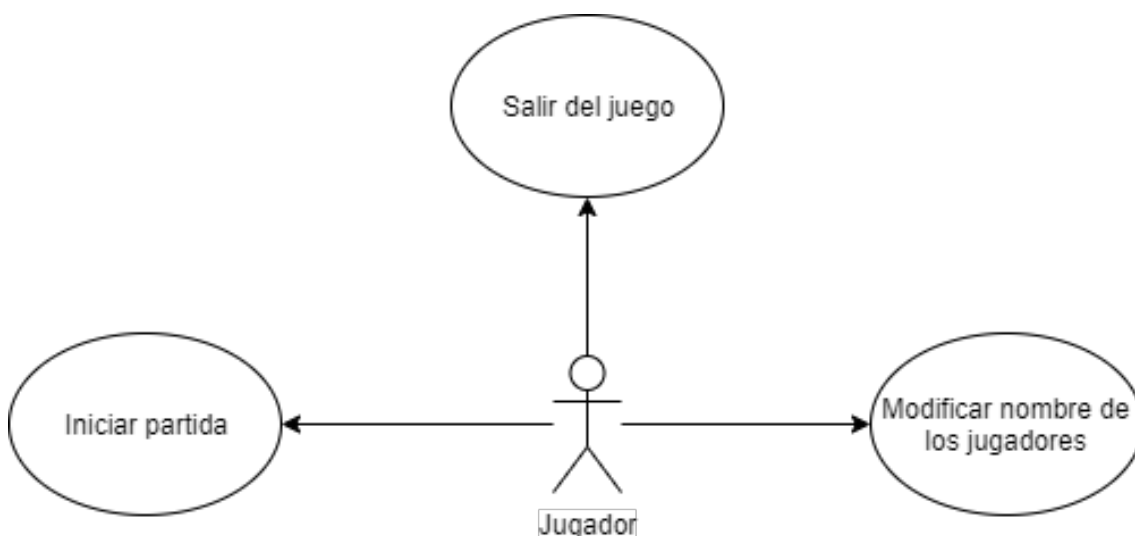 Salir del juego
Iniciar partida
Modificar nombre de
los jugadores
Jugador